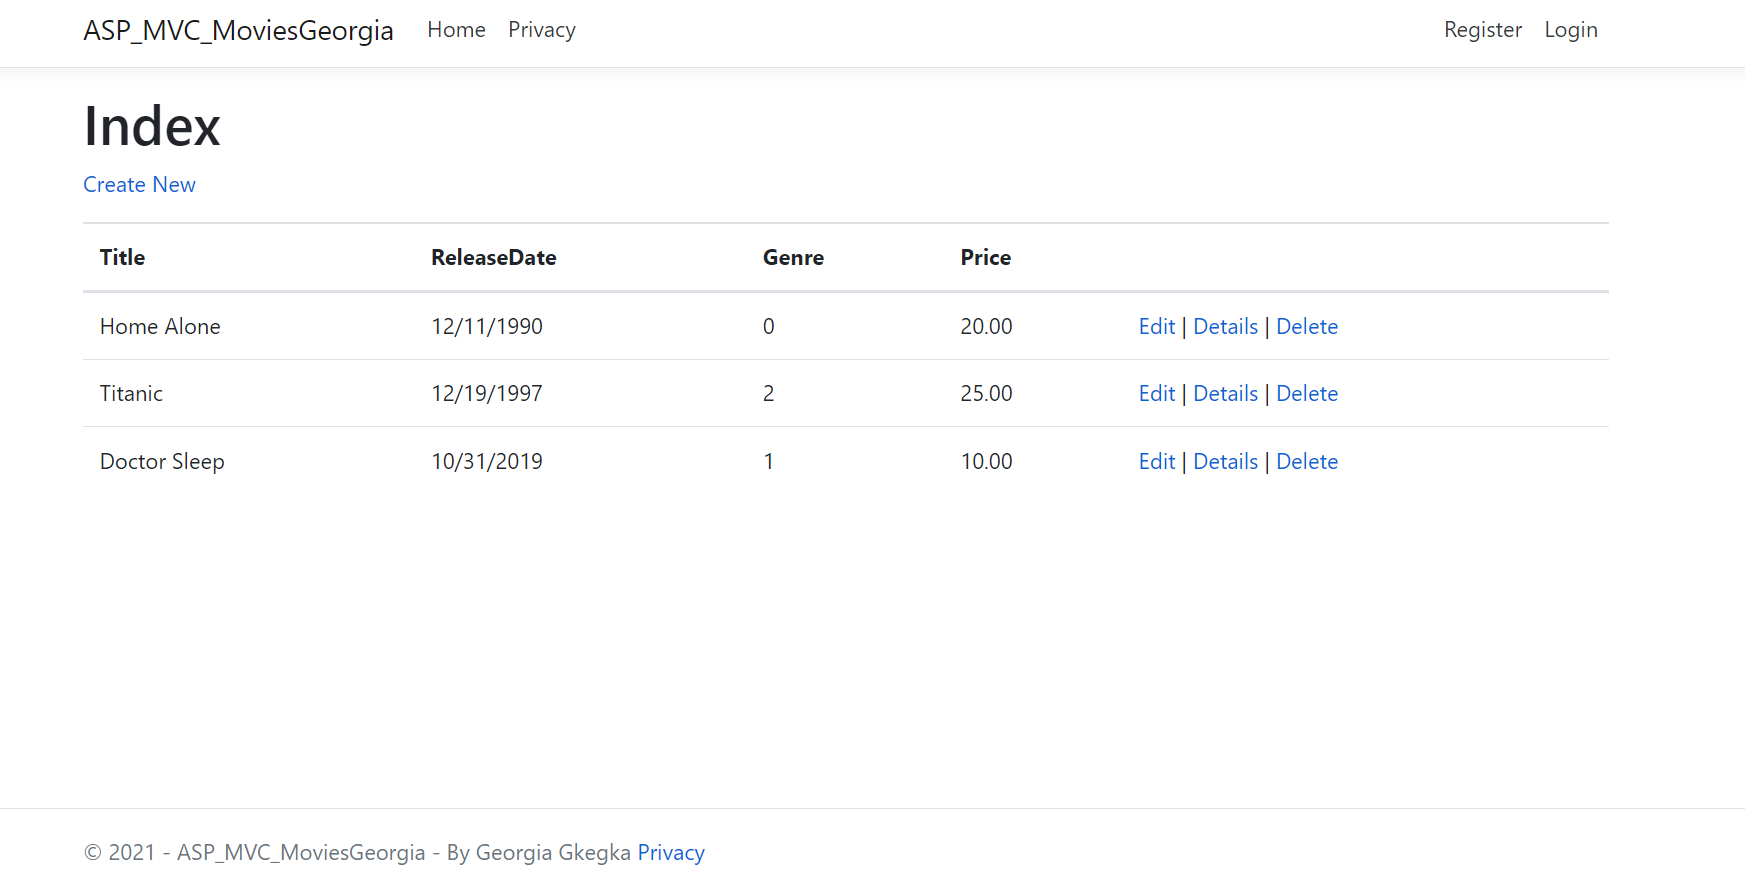 ASP_MVC_MoviesGeorgia Home Privacy Register Login
Index
Create New
Title ReleaseDate Genre Price
Home Alone 12/11/1990 0 20.00 Edit | Details | Delete
Titanic 12/19/1997 2 25.00 Edit | Details | Delete
Doctor Sleep 10/31/2019 1 10.00 Edit | Details | Delete
© 2021 - ASP_MVC_MoviesGeorgia - By Georgia Gkegka Privacy